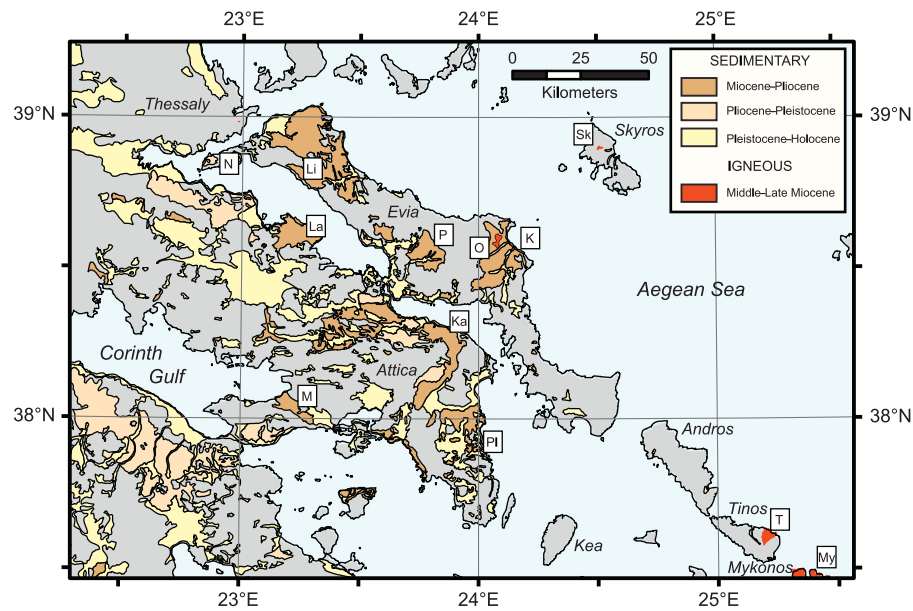 23°E 24°E 25°E
0 25 50
Kilometers
SEDIMENTARY
Miocene-Pliocene
Pliocene-Pleistocene
Pleistocene-Holocene
IGNEOUS
Middle-Late Miocene
Thessaly
39°N 39°N
Sk
Skyros
N
Li
Evia
La
P
O
K
Aegean Sea
Ka
Corinth
Gulf
Attica
M
38°N 38°N
Andros
Pl
Tinos
T
Kea
My
Mykonos
23°E 24°E 25°E